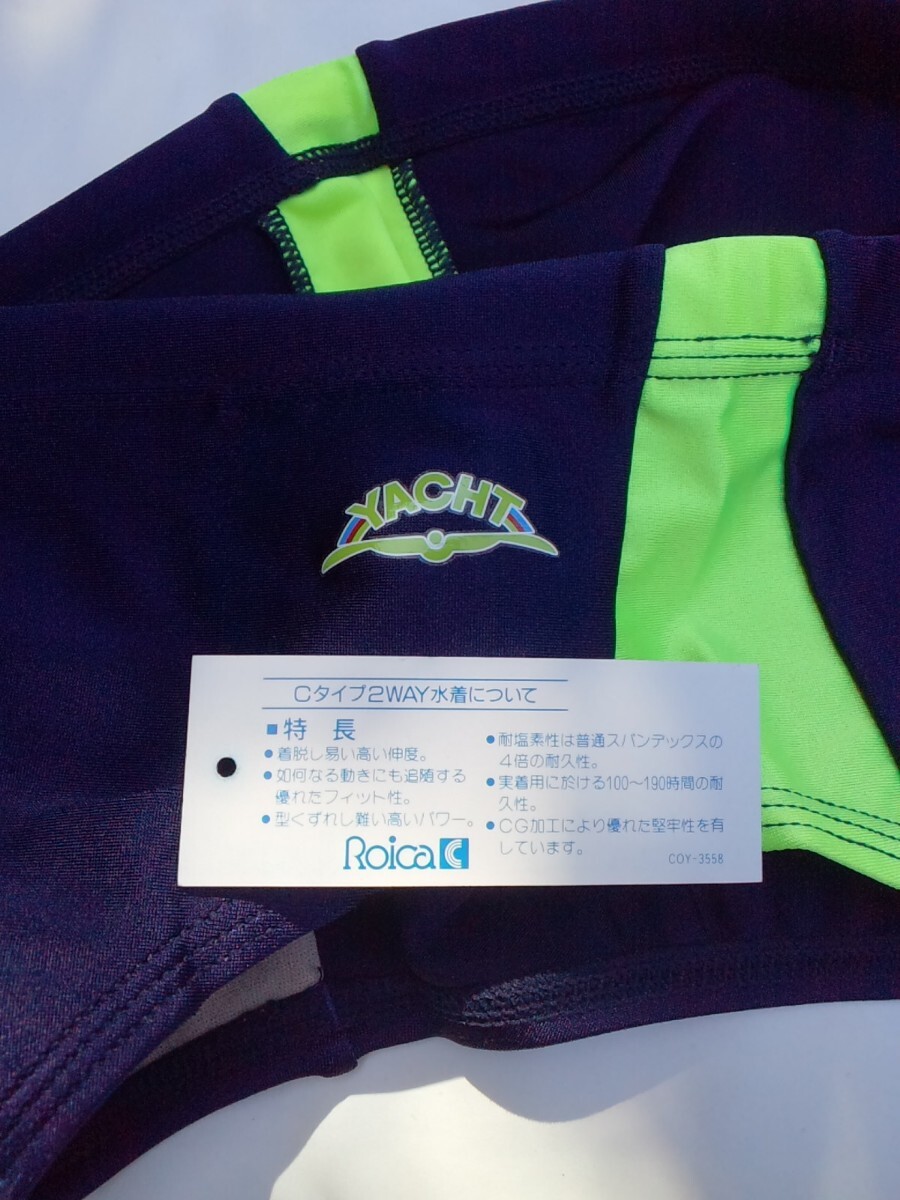 YACHT
Cタイプ2WAY水着について
■特 長
●着脱し易い高い伸度。
●如何なる動きにも追随する
優れたフィット性。
●型くずれし難い高いパワー。
●耐塩素性は普通スパンデックスの
4倍の耐久性。
●実着用に於ける100〜190時間の耐
久性。
●CG加工により優れた堅牢性を有
しています。
Roica C
COY-3558